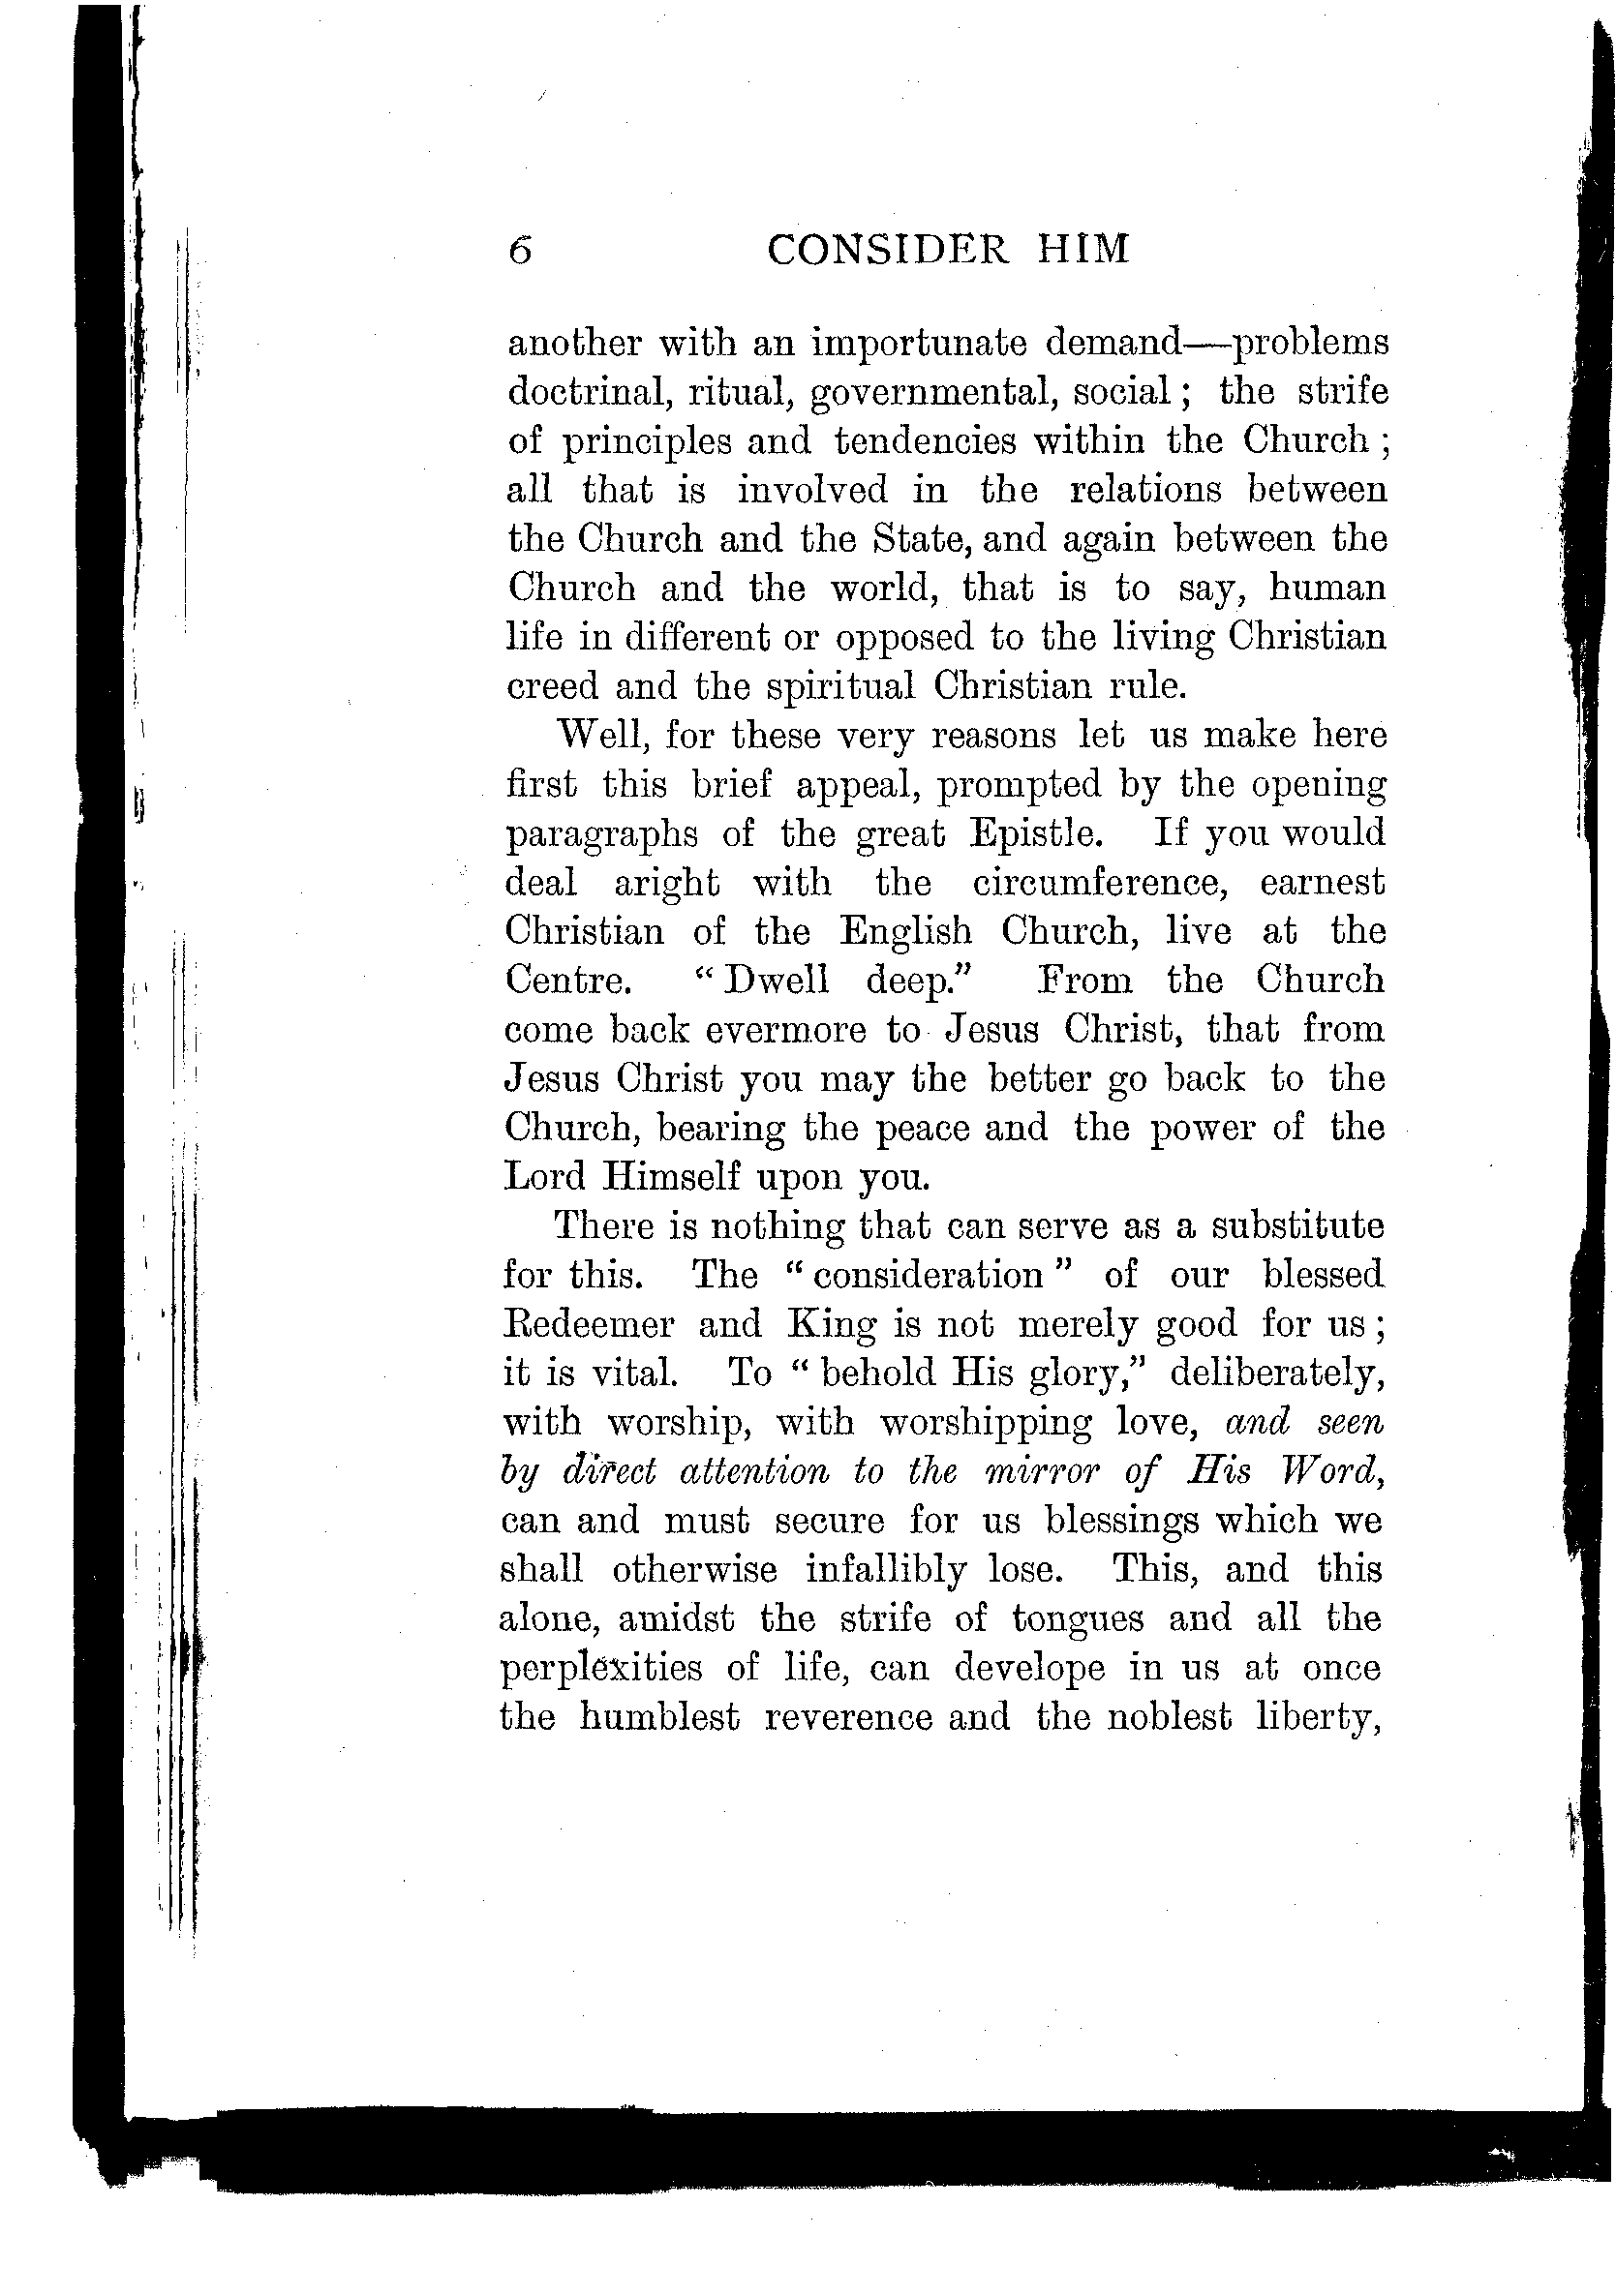 6 CONSIDER HIM
another with an importunate demand—problems
doctrinal, ritual, governmental, social; the strife
of principles and tendencies within the Church;
all that is involved in the relations between
the Church and the State, and again between the
Church and the world, that is to say, human
life in different or opposed to the living Christian
creed and the spiritual Christian rule.
Well, for these very reasons let us make here
first this brief appeal, prompted by the opening
paragraphs of the great Epistle. If you would
deal aright with the circumference, earnest
Christian of the English Church, live at the
Centre. "Dwell deep." From the Church
come back evermore to Jesus Christ, that from
Jesus Christ you may the better go back to the
Church, bearing the peace and the power of the
Lord Himself upon you.
There is nothing that can serve as a substitute
for this. The "consideration" of our blessed
Redeemer and King is not merely good for us;
it is vital. To "behold His glory," deliberately,
with worship, with worshipping love, and seen
by direct attention to the mirror of His Word,
can and must secure for us blessings which we
shall otherwise infallibly lose. This, and this
alone, amidst the strife of tongues and all the
perplexities of life, can develope in us at once
the humblest reverence and the noblest liberty,